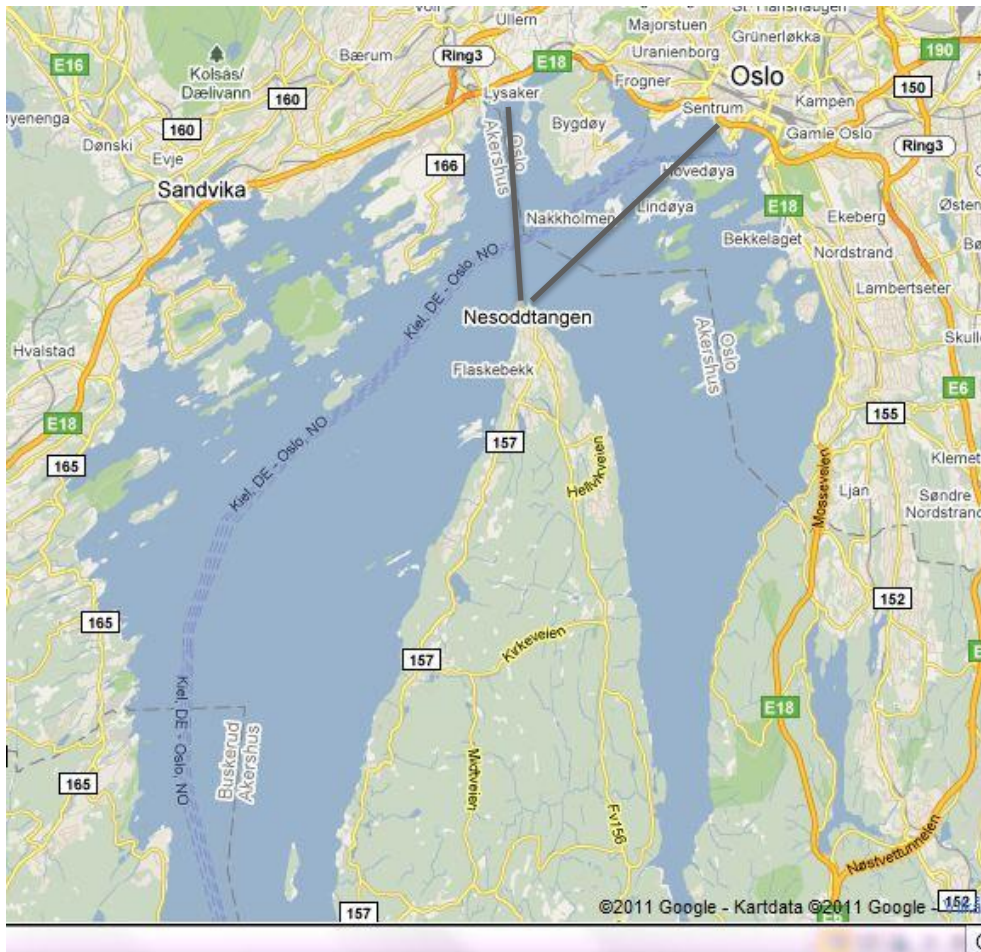 Ullern
Majorstuen
Grünerløkka
E16
Bærum
Ring3
E18
Uranienborg
190
Kolsås/
Dælivann
160
Lysaker
Frogner
Oslo
150
160
Bygdøy
Sentrum
Kampen
Dønski
Gamle Oslo
Evje
166
Oslo
Akershus
Ring3
Sandvika
Hovedøya
Nakkholmen
Lindøya
E18
Ekeberg
Bekkelaget
Nordstrand
Kiel, DE - Oslo, NO
Lambertseter
Nesoddtangen
Hvalstad
Oslo
Akershus
Flaskebekk
E6
E18
155
157
165
Kiel, DE - Oslo, NO
Hellvikveien
Mosseveien
Ljan
Søndre
Nordstrand
165
152
Kirkeveien
157
Kiel, DE - Oslo, NO
E18
Buskerud
Akershus
165
Midtveien
Fv156
Nøstvettunnelen
157
©2011 Google - Kartdata ©2011 Google -
152
E6